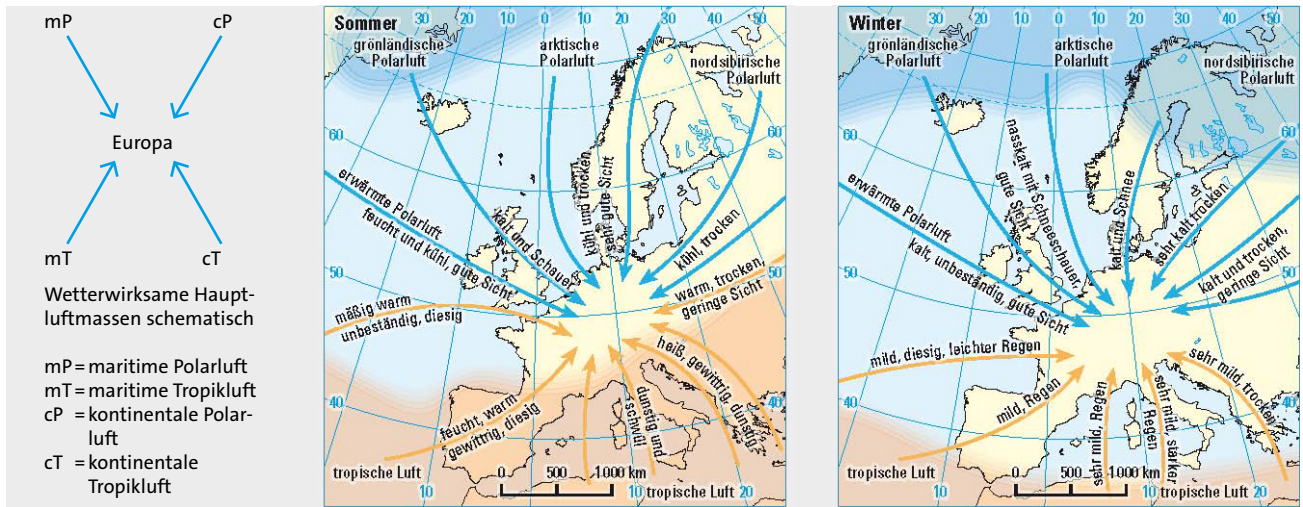 mP
cP
Europa
mT
cT
Wetterwirksame Haupt-
luftmassen schematisch
mP = maritime Polarluft
mT = maritime Tropikluft
cP = kontinentale Polar-
luft
cT = kontinentale
Tropikluft
Sommer
30
20
10
0
10
20
30
40
50
grönländische
Polarluft
arktische
Polarluft
nordsibirische
Polarluft
60
60
50
50
40
40
10
20
erwärmte Polarluft
feucht und kühl, gute Sicht
kalt und Schauer
kühl und trocken
sehr gute Sicht
kühl, trocken
warm, trocken,
geringe Sicht
mäßig warm
unbeständig, diesig
feucht, warm
gewittrig, diesig
dunstig und
schwül
heiß, gewittrig, dunstig
tropische Luft
tropische Luft
0
500
1000 km
Winter
30
20
10
0
10
20
30
40
50
grönländische
Polarluft
arktische
Polarluft
nordsibirische
Polarluft
60
60
50
50
40
40
10
20
erwärmte Polarluft
kalt, unbeständig, gute Sicht
nasskalt mit Schneeschauer,
gute Sicht
kalt und Schnee
sehr kalt trocken
kalt und trocken,
geringe Sicht
mild, diesig, leichter Regen
mild, Regen
sehr mild, Regen
sehr mild, starker
Regen
sehr mild, trocken
tropische Luft
tropische Luft
0
500
1000 km